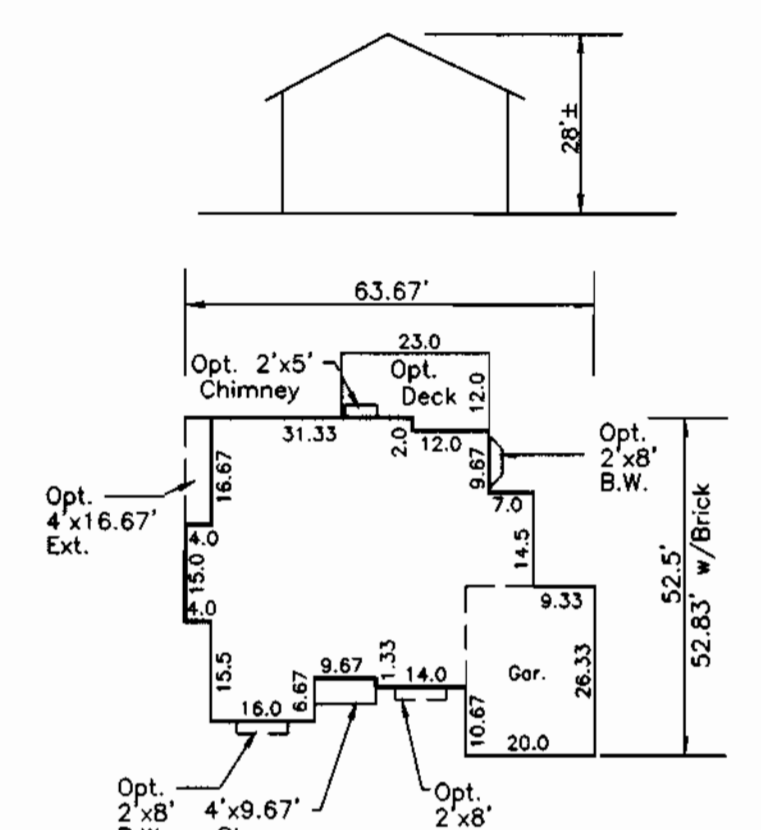 28'±
63.67'
23.0
Opt. 2'x5'
Chimney
Opt.
Deck
12.0
31.33
2.0
12.0
Opt.
2'x8'
B.W.
9.67
16.67
7.0
Opt.
4'x16.67'
Ext.
4.0
15.0
4.0
14.5
9.33
52.5'
52.83' w/Brick
15.5
9.67
1.33
14.0
6.67
16.0
Gar.
26.33
10.67
20.0
Opt.
2'x8'
4'x9.67'
Opt.
2'x8'